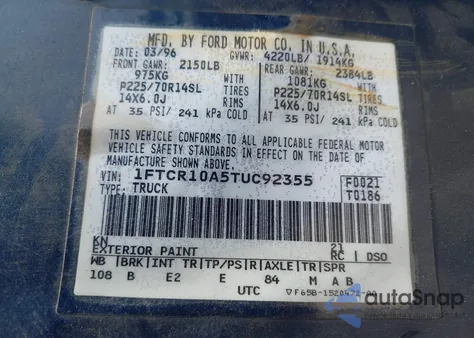 MFD. BY FORD MOTOR CO. IN U.S.A.
DATE: 03/96 GVWR: 4220LB/ 1914KG
FRONT GAWR: 2150LB REAR GAWR: 2384LB
975KG WITH 1081KG WITH
P225/70R14SL TIRES P225/70R14SL TIRES
14X6.0J RIMS 14X6.0J RIMS
AT 35 PSI/ 241 kPA COLD AT 35 PSI/ 241 kPA COLD
THIS VEHICLE CONFORMS TO ALL APPLICABLE FEDERAL MOTOR
VEHICLE SAFETY STANDARDS IN EFFECT ON THE DATE OF
MANUFACTURE SHOWN ABOVE.
VIN: 1FTCR10A5TUC92355 F0021
TYPE: TRUCK T0186
KN 21
EXTERIOR PAINT RC DSO
WB BRK INT TR TP/PS R AXLE TR SPR
108 B E2 E 84 M AB
UTC
autoSnap